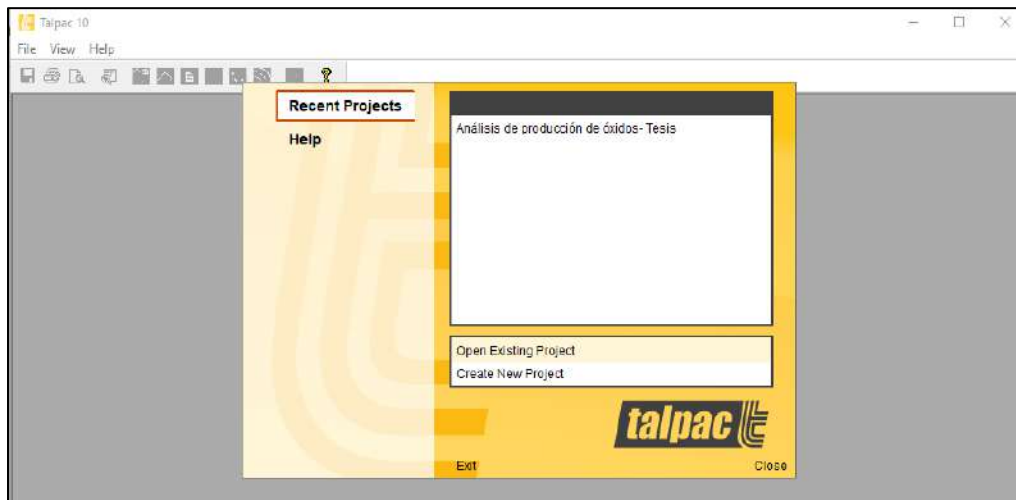 Talpac 10
File View Help
Recent Projects
Help
Análisis de producción de óxidos- Tesis
Open Existing Project
Create New Project
talpac
Exit
Close